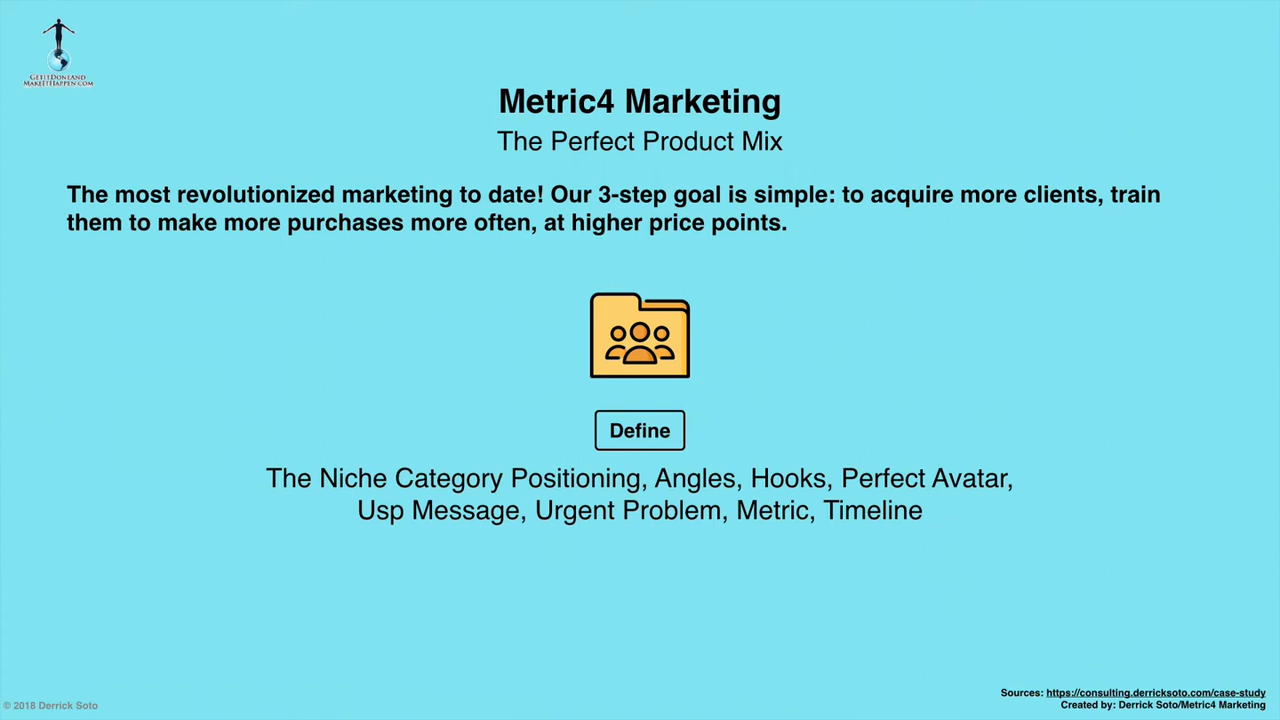 GETITDONEAND
MAKEITHAPPEN.COM
Metric4 Marketing
The Perfect Product Mix
The most revolutionized marketing to date! Our 3-step goal is simple: to acquire more clients, train
them to make more purchases more often, at higher price points.
Define
The Niche Category Positioning, Angles, Hooks, Perfect Avatar,
Usp Message, Urgent Problem, Metric, Timeline
Sources: https://consulting.derricksoto.com/case-study
Created by: Derrick Soto/Metric4 Marketing
© 2018 Derrick Soto